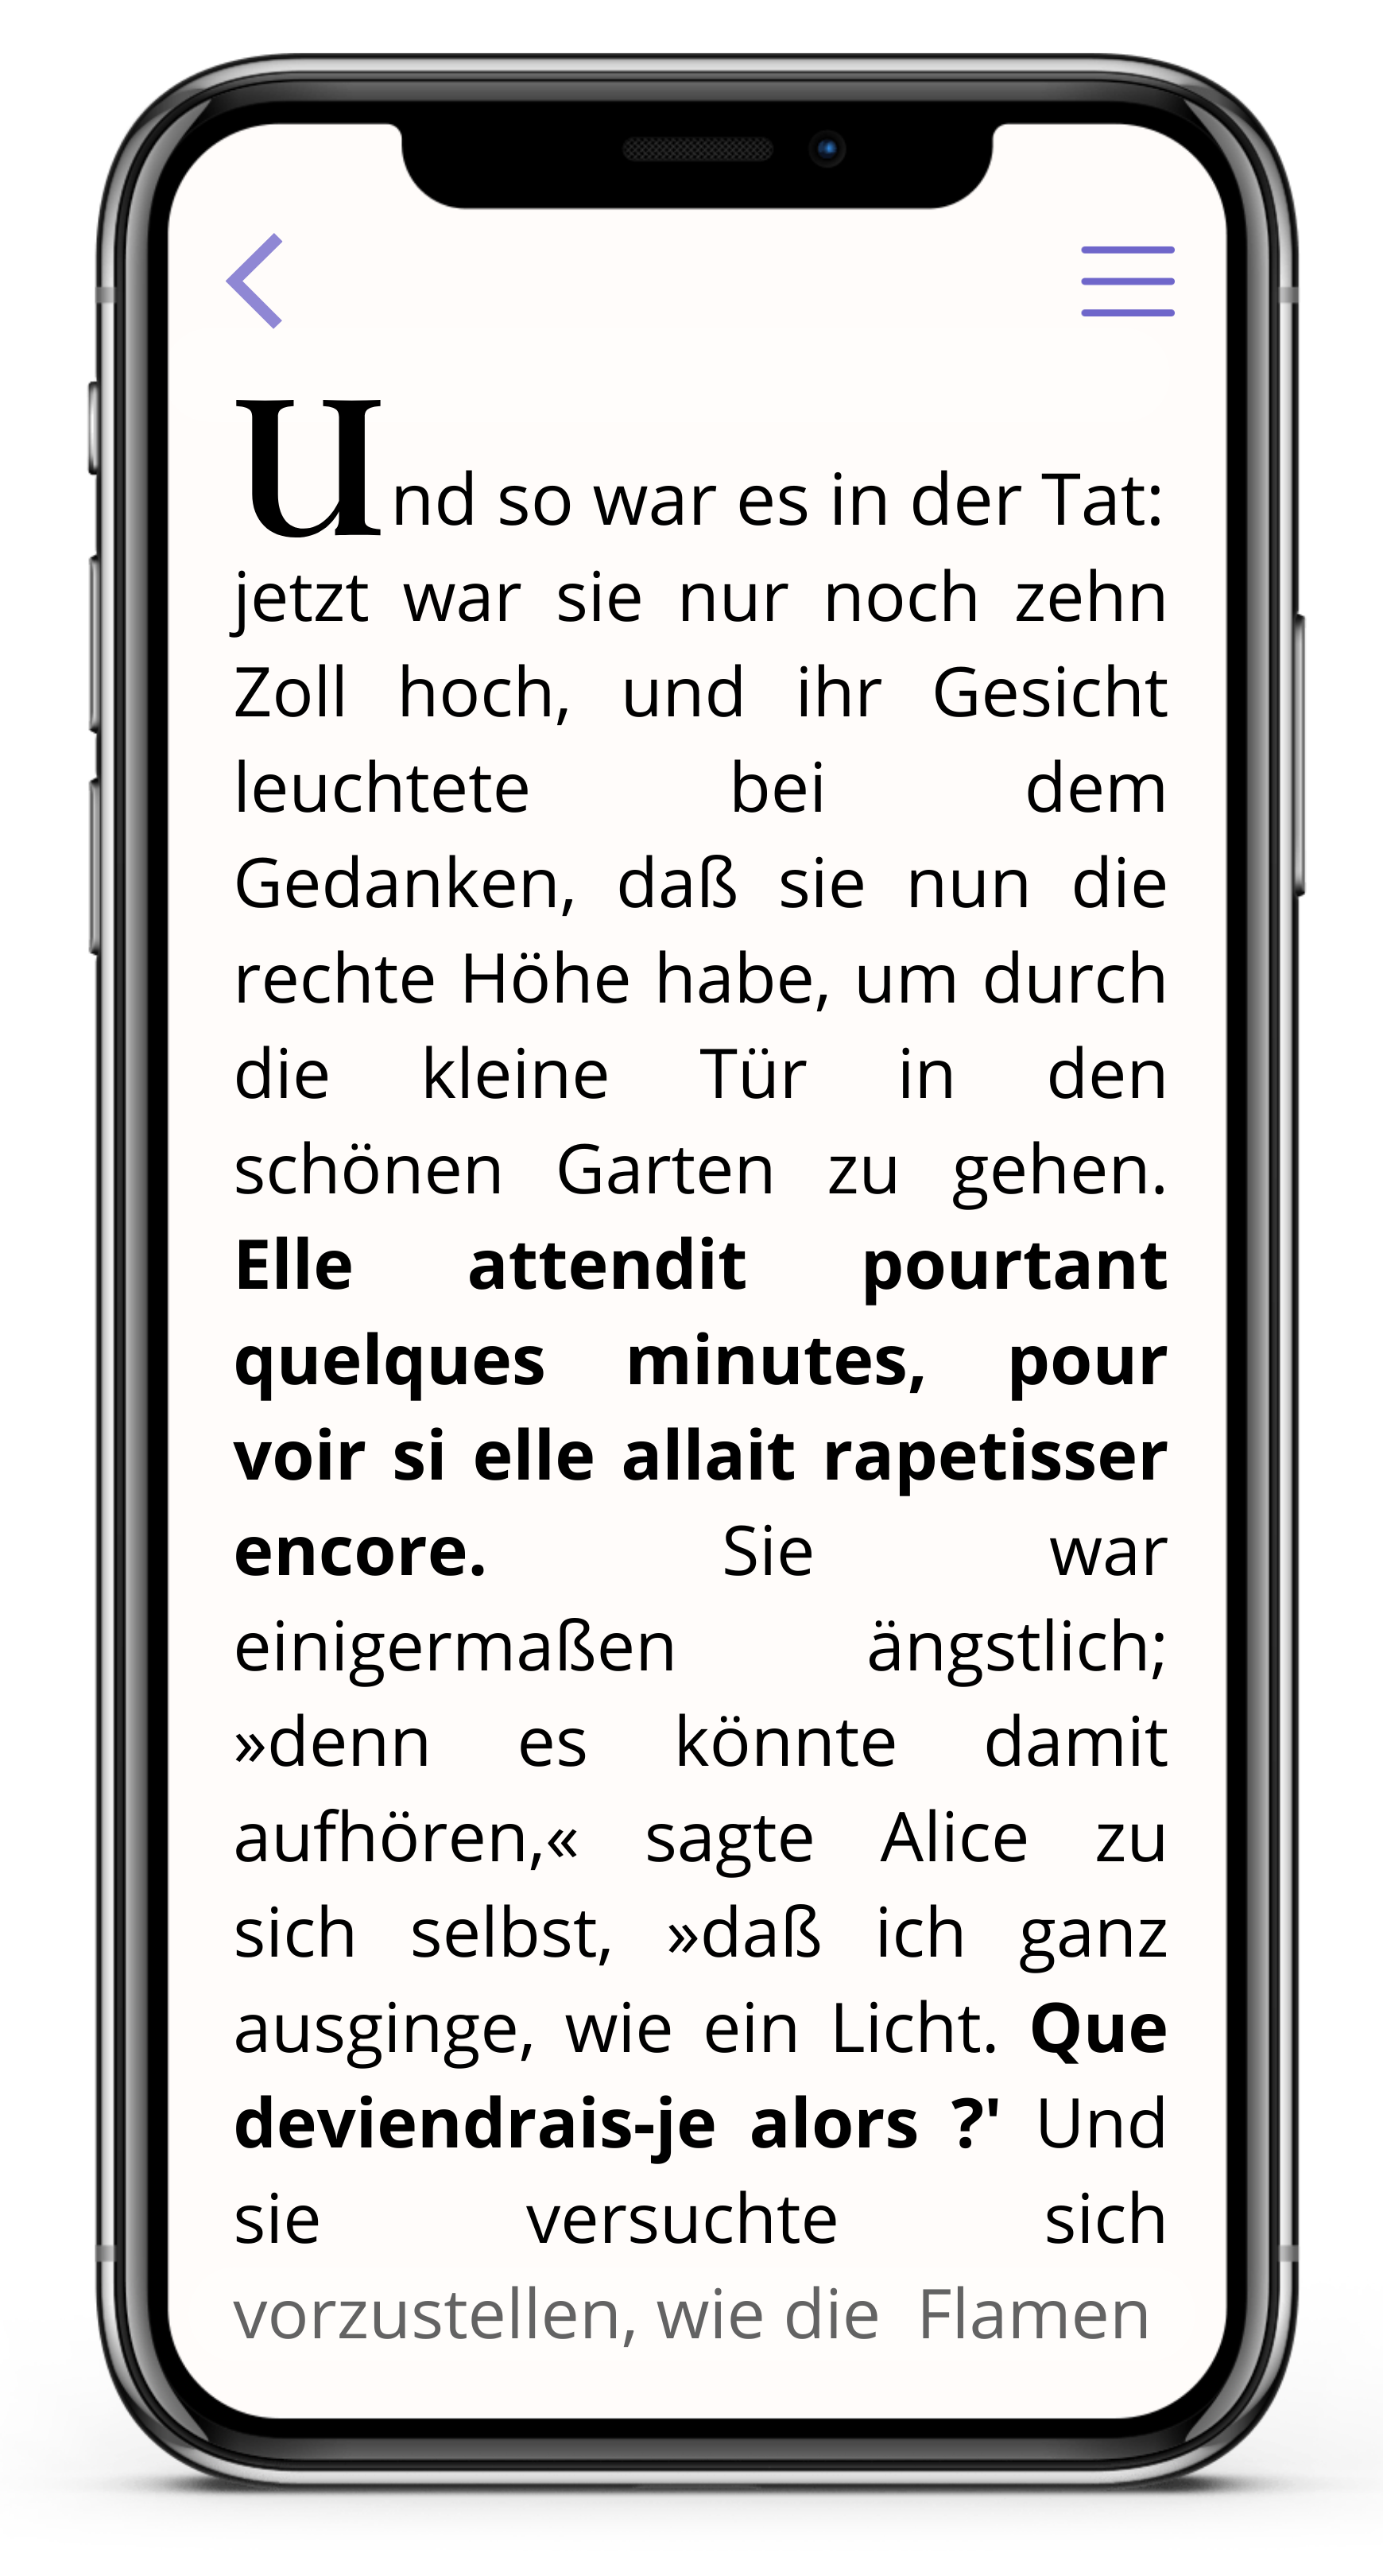 Und so war es in der Tat:
jetzt war sie nur noch zehn
Zoll hoch, und ihr Gesicht
leuchtete bei dem
Gedanken, daß sie nun die
rechte Höhe habe, um durch
die kleine Tür in den
schönen Garten zu gehen.
Elle attendit pourtant
quelques minutes, pour
voir si elle allait rapetisser
encore. Sie war
einigermaßen ängstlich;
»denn es könnte damit
aufhören,« sagte Alice zu
sich selbst, »daß ich ganz
ausginge, wie ein Licht. Que
deviendrais-je alors ?' Und
sie versuchte sich
vorzustellen, wie die Flamen